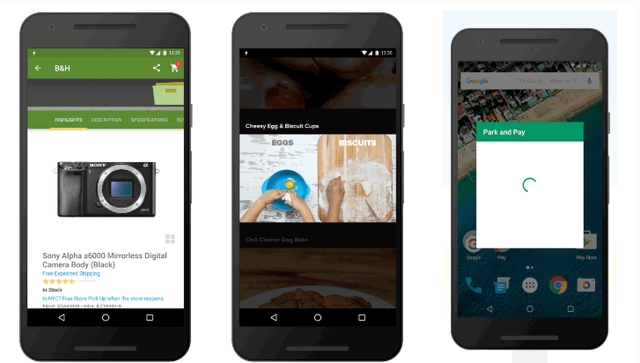 12:30
B&H
HIGHLIGHTS DESCRIPTION SPECIFICATIONS
SONY α
Sony Alpha a6000 Mirrorless Digital
Camera Body (Black)
Free Expedited Shipping
In Stock
In NYC? Free Store Pick Up when the store reopens
12:30
Cheesy Egg & Biscuit Cups
EGGS BISCUITS
Chili Cheese Dog Bake
Google
Park and Pay
Google Play Store